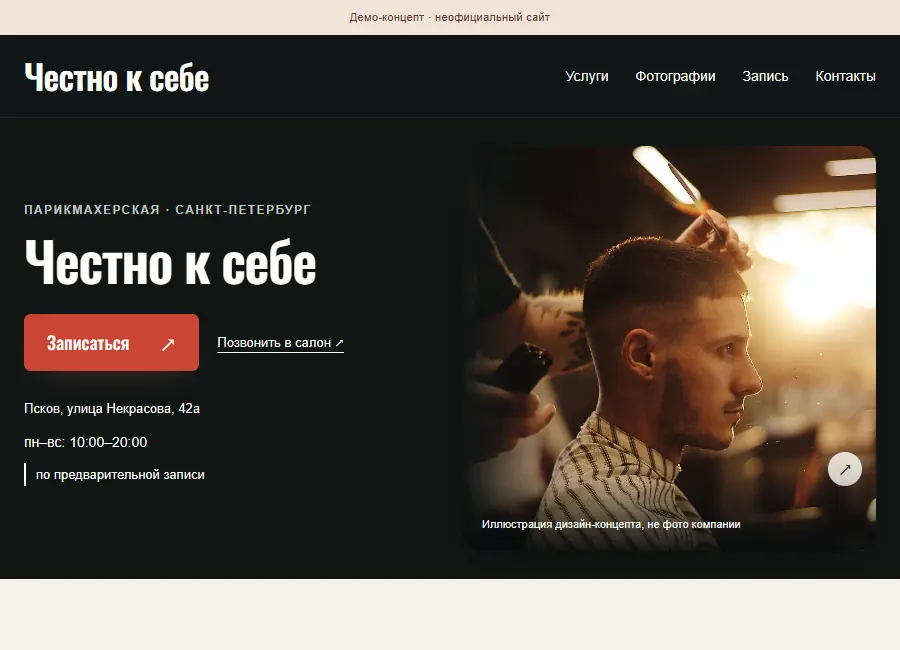 Демо-концепт · неофициальный сайт
Честно к себе
Услуги Фотографии Запись Контакты
ПАРИКМАХЕРСКАЯ · САНКТ-ПЕТЕРБУРГ
Честно к себе
Записаться ↗
Позвонить в салон ↗
Псков, улица Некрасова, 42а
пн–вс: 10:00–20:00
по предварительной записи
Иллюстрация дизайн-концепта, не фото компании
↗